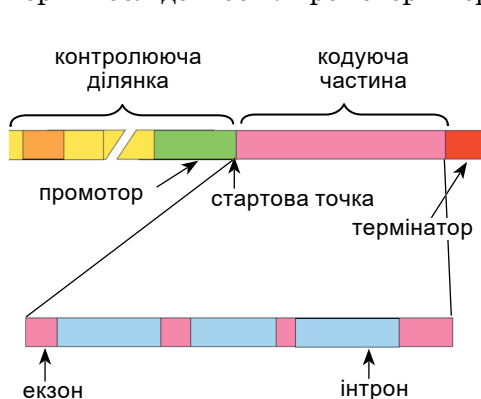 контролююча
ділянка
кодуюча
частина
промотор
стартова точка
термінатор
екзон
інтрон